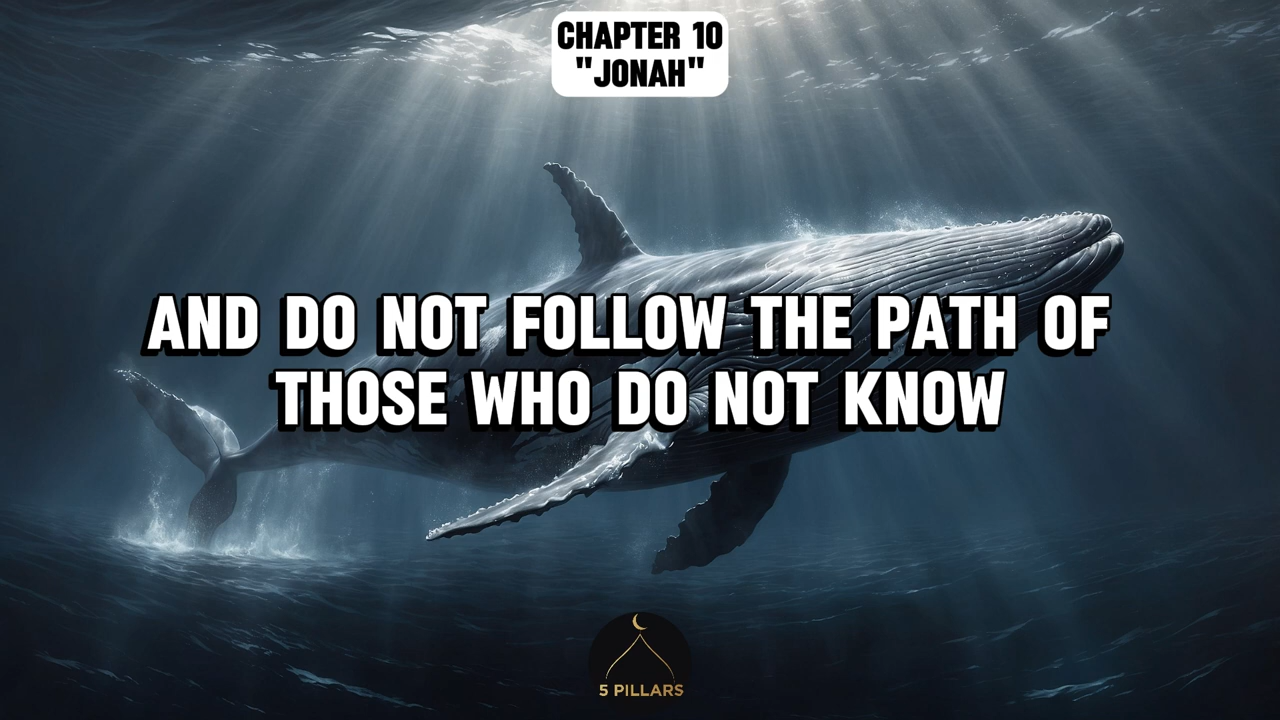 CHAPTER 10
"JONAH"
AND DO NOT FOLLOW THE PATH OF
THOSE WHO DO NOT KNOW
5 PILLARS